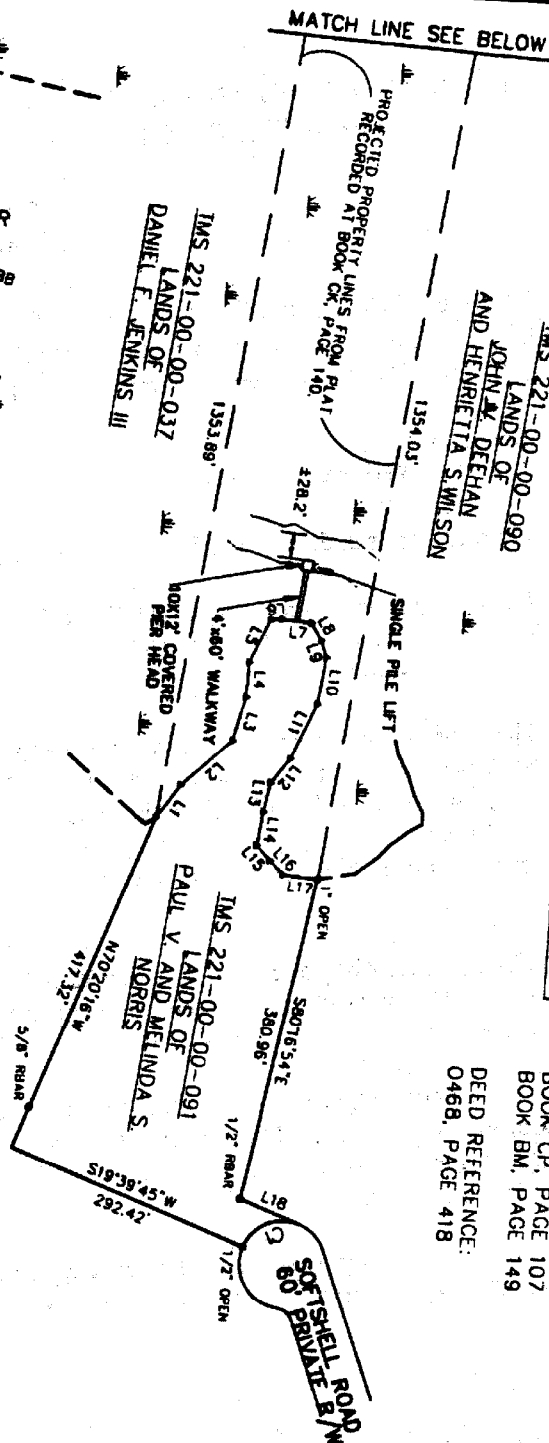 MATCH LINE SEE BELOW
PROJECTED PROPERTY LINES FROM PLAT
RECORDED AT BOOK CK, PAGE 140.
TMS 221-00-00-090
LANDS OF
JOHN M. DEEHAN
AND HENRIETTA S. WILSON
TMS 221-00-00-037
LANDS OF
DANIEL F. JENKINS III
1354.03'
1353.89'
±28.2'
SINGLE PILE LIFT
10X12' COVERED
PER HEAD
4'x60' WALKWAY
L1
L2
L3
L4
L5
L6
L7
L8
L9
L10
L11
L12
L13
L14
L15
L16
L17
1" OPEN
S80°16'54"E
380.96'
1/2" RBAR
L18
C1
SOFTSHELL ROAD
60' PRIVATE R/W
1/2" OPEN
S19°39'45"W
292.42'
5/8" RBAR
N70°20'16"W
417.32'
TMS 221-00-00-091
LANDS OF
PAUL V. AND MELINDA S.
NORRIS
BOOK CP, PAGE 107
BOOK BM, PAGE 149
DEED REFERENCE:
0468, PAGE 418